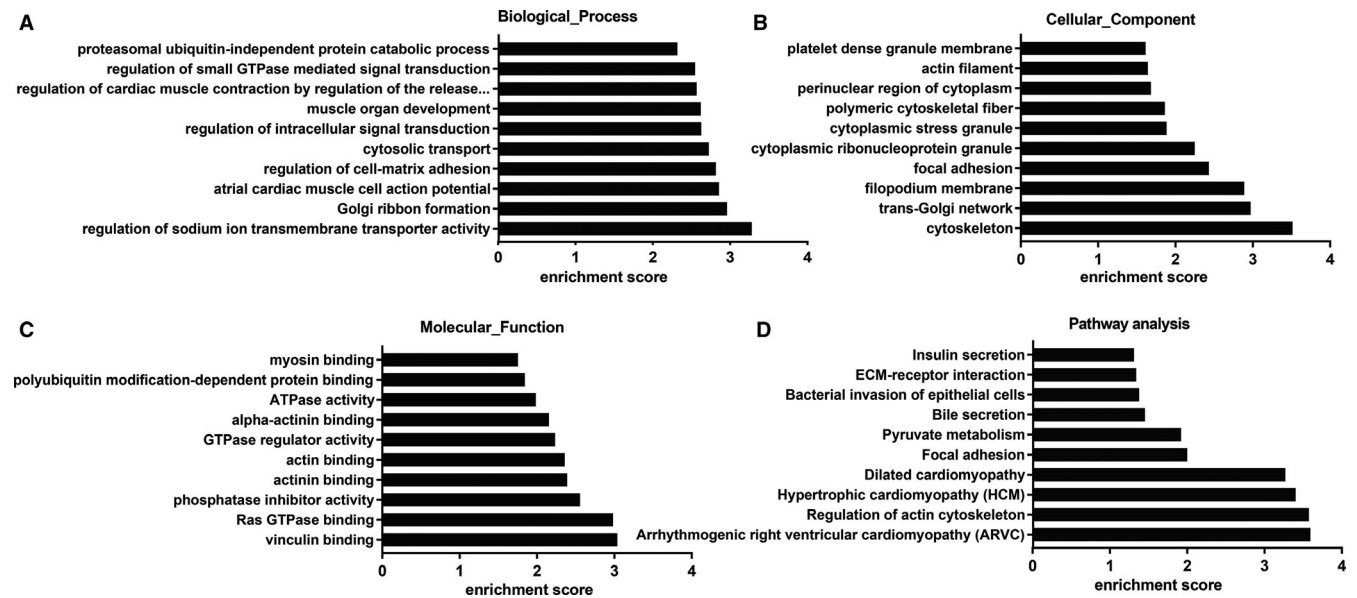 A
Biological_Process
proteasomal ubiquitin-independent protein catabolic process
regulation of small GTPase mediated signal transduction
regulation of cardiac muscle contraction by regulation of the release...
muscle organ development
regulation of intracellular signal transduction
cytosolic transport
regulation of cell-matrix adhesion
atrial cardiac muscle cell action potential
Golgi ribbon formation
regulation of sodium ion transmembrane transporter activity
0 1 2 3 4
enrichment score
B
Cellular_Component
platelet dense granule membrane
actin filament
perinuclear region of cytoplasm
polymeric cytoskeletal fiber
cytoplasmic stress granule
cytoplasmic ribonucleoprotein granule
focal adhesion
filopodium membrane
trans-Golgi network
cytoskeleton
0 1 2 3 4
enrichment score
C
Molecular_Function
myosin binding
polyubiquitin modification-dependent protein binding
ATPase activity
alpha-actinin binding
GTPase regulator activity
actin binding
actinin binding
phosphatase inhibitor activity
Ras GTPase binding
vinculin binding
0 1 2 3 4
enrichment score
D
Pathway analysis
Insulin secretion
ECM-receptor interaction
Bacterial invasion of epithelial cells
Bile secretion
Pyruvate metabolism
Focal adhesion
Dilated cardiomyopathy
Hypertrophic cardiomyopathy (HCM)
Regulation of actin cytoskeleton
Arrhythmogenic right ventricular cardiomyopathy (ARVC)
0 1 2 3 4
enrichment score